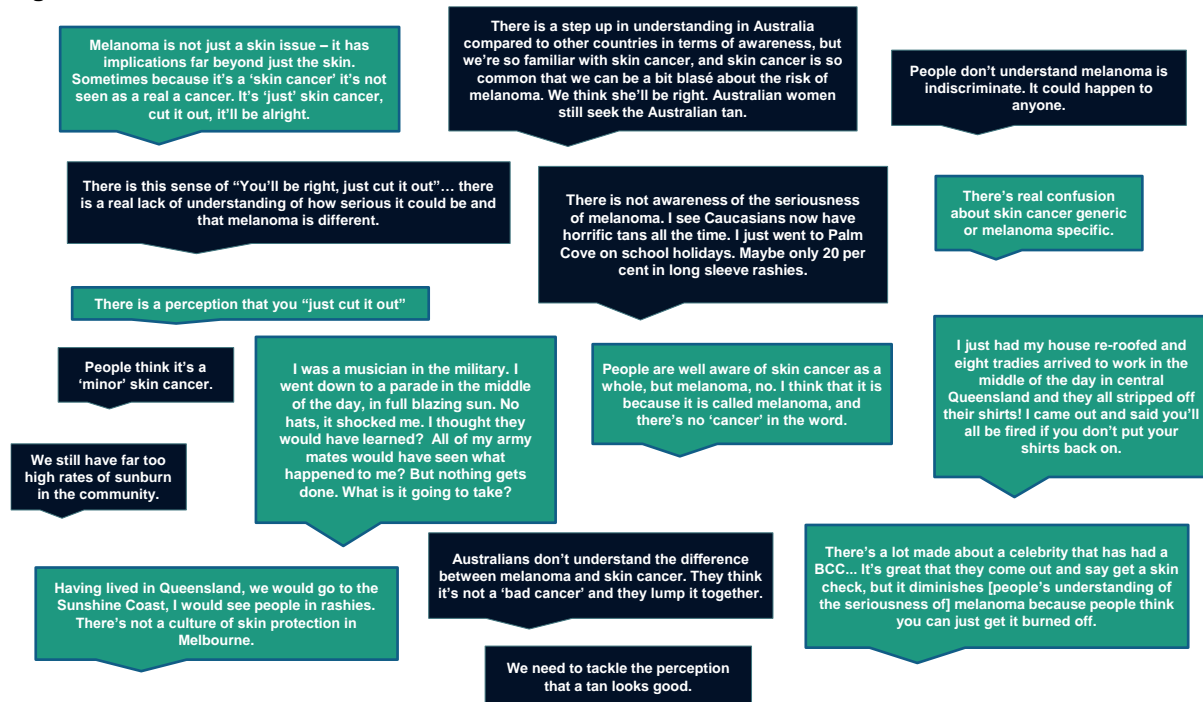 Melanoma is not just a skin issue – it has
implications far beyond just the skin.
Sometimes because it's a 'skin cancer' it's not
seen as a real a cancer. It's 'just' skin cancer,
cut it out, it'll be alright.
There is a step up in understanding in Australia
compared to other countries in terms of awareness, but
we're so familiar with skin cancer, and skin cancer is so
common that we can be a bit blasé about the risk of
melanoma. We think she'll be right. Australian women
still seek the Australian tan.
People don't understand melanoma is
indiscriminate. It could happen to
anyone.
There is this sense of "You'll be right, just cut it out"… there
is a real lack of understanding of how serious it could be and
that melanoma is different.
There is not awareness of the seriousness
of melanoma. I see Caucasians now have
horrific tans all the time. I just went to Palm
Cove on school holidays. Maybe only 20 per
cent in long sleeve rashies.
There's real confusion
about skin cancer generic
or melanoma specific.
There is a perception that you "just cut it out"
People think it's a
'minor' skin cancer.
I was a musician in the military. I
went down to a parade in the middle
of the day, in full blazing sun. No
hats, it shocked me. I thought they
would have learned? All of my army
mates would have seen what
happened to me? But nothing gets
done. What is it going to take?
People are well aware of skin cancer as a
whole, but melanoma, no. I think that it is
because it is called melanoma, and
there's no 'cancer' in the word.
I just had my house re-roofed and
eight tradies arrived to work in the
middle of the day in central
Queensland and they all stripped off
their shirts! I came out and said you'll
all be fired if you don't put your
shirts back on.
We still have far too
high rates of sunburn
in the community.
Having lived in Queensland, we would go to the
Sunshine Coast, I would see people in rashies.
There's not a culture of skin protection in
Melbourne.
Australians don't understand the difference
between melanoma and skin cancer. They think
it's not a 'bad cancer' and they lump it together.
There's a lot made about a celebrity that has had a
BCC... It's great that they come out and say get a skin
check, but it diminishes [people's understanding of
the seriousness of] melanoma because people think
you can just get it burned off.
We need to tackle the perception
that a tan looks good.